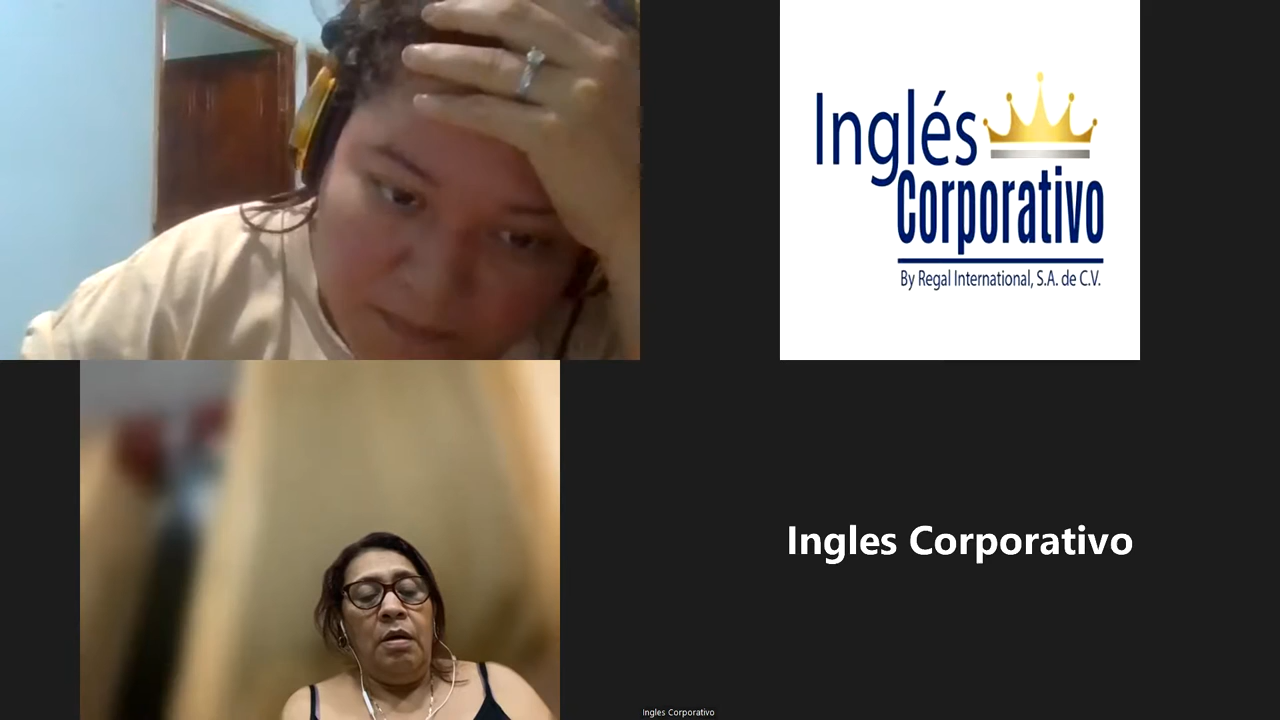 Inglés
Corporativo
By Regal International, S.A. de C.V.
Ingles Corporativo
Ingles Corporativo